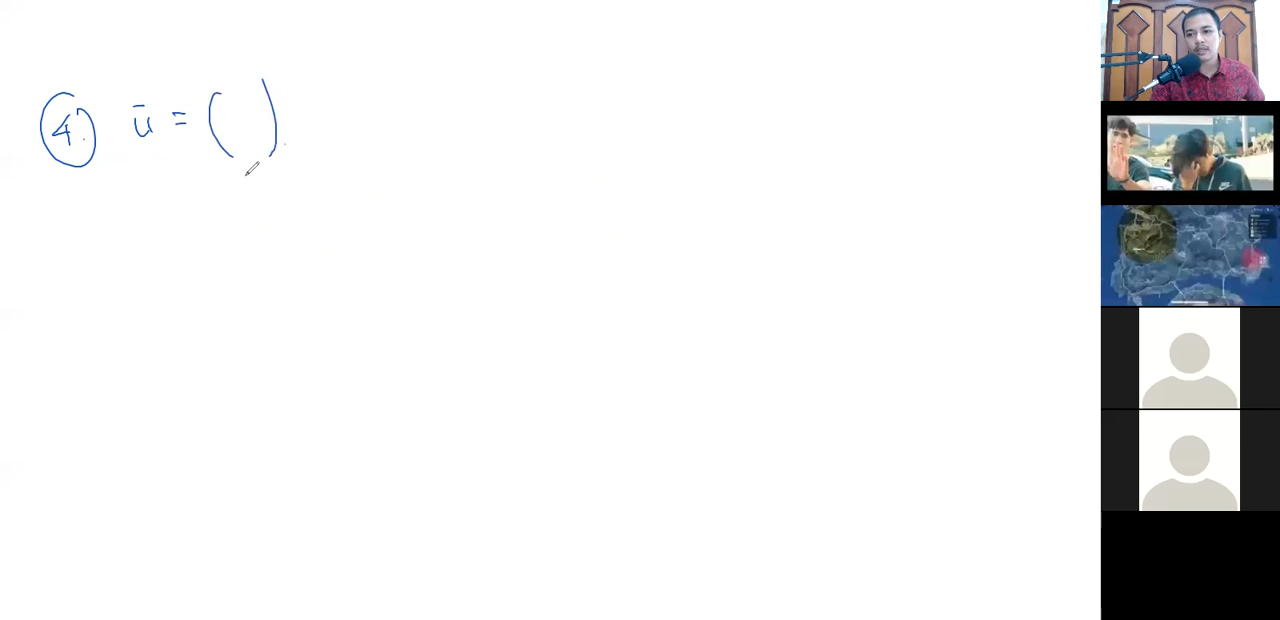 4. ū = ( )